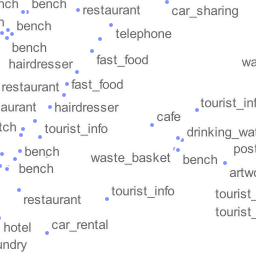 nch bench
restaurant
car_sharing
n bench
telephone
bench
fast_food
hairdresser
wa
restaurant fast_food
aurant hairdresser
tourist_inf
cafe
tch tourist_info
drinking_wat
bench
waste_basket
bench
post
bench
artwo
restaurant
tourist_info
tourist_
tourist_
hotel car_rental
undry